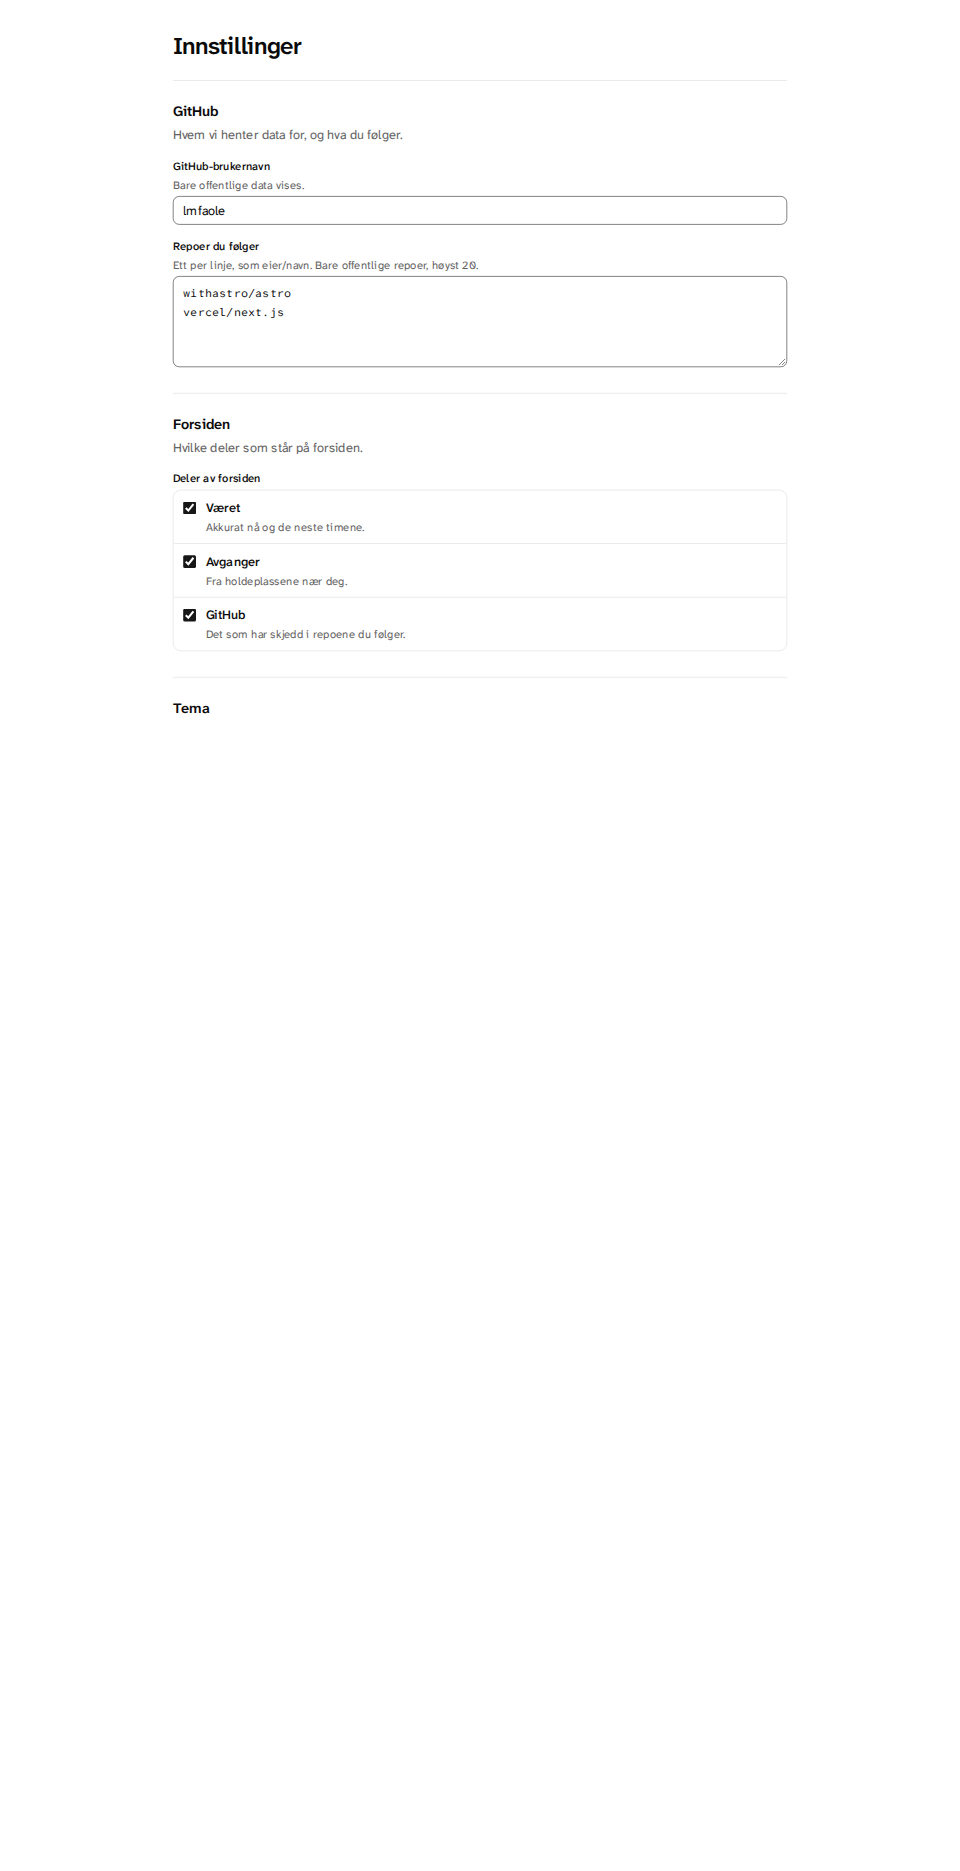 Innstillinger
GitHub
Hvem vi henter data for, og hva du følger.
GitHub-brukernavn
Bare offentlige data vises.
lmfaole
Repoer du følger
Ett per linje, som eier/navn. Bare offentlige repoer, høyst 20.
withastro/astro
vercel/next.js
Forsiden
Hvilke deler som står på forsiden.
Deler av forsiden
Været
Akkurat nå og de neste timene.
Avganger
Fra holdeplassene nær deg.
GitHub
Det som har skjedd i repoene du følger.
Tema